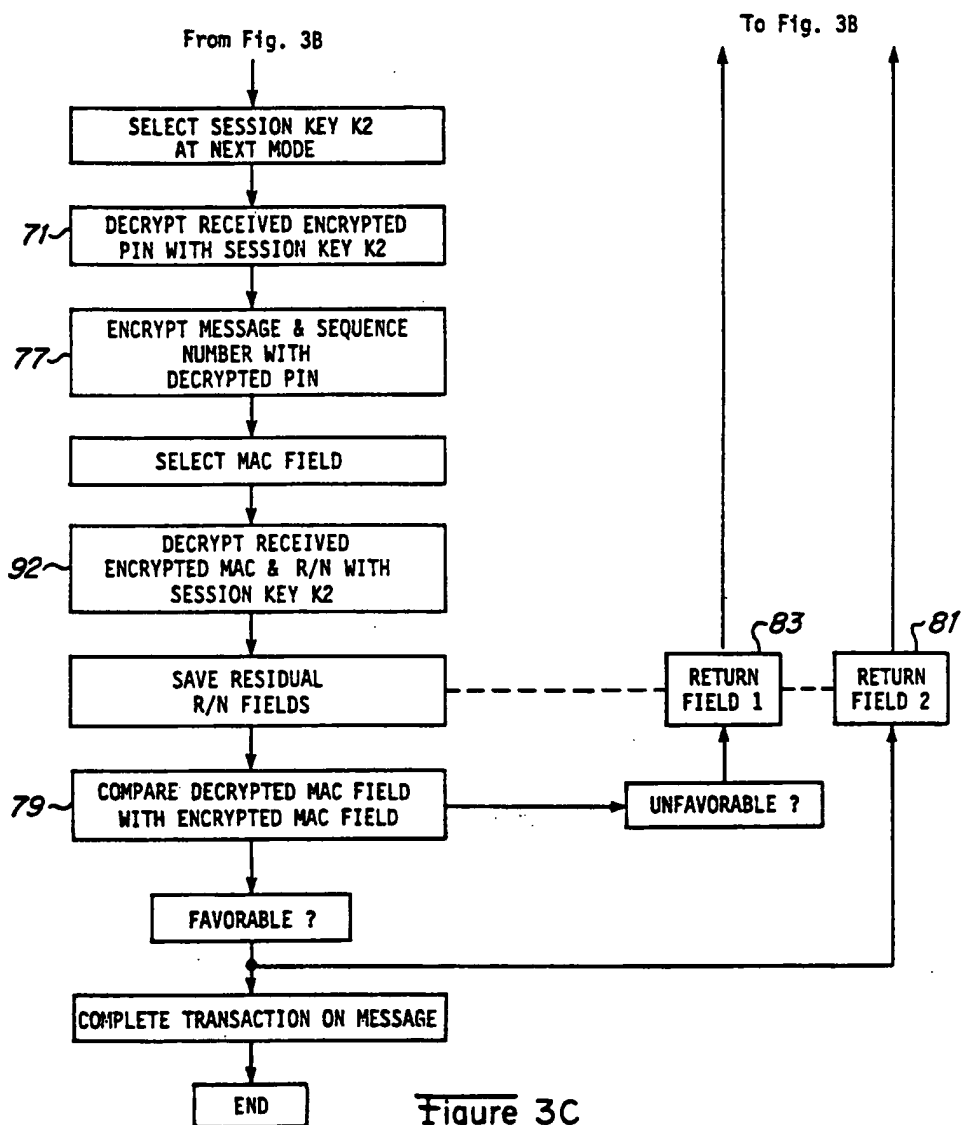 From Fig. 3B
To Fig. 3B
SELECT SESSION KEY K2
AT NEXT MODE
71
DECRYPT RECEIVED ENCRYPTED
PIN WITH SESSION KEY K2
77
ENCRYPT MESSAGE & SEQUENCE
NUMBER WITH
DECRYPTED PIN
SELECT MAC FIELD
92
DECRYPT RECEIVED
ENCRYPTED MAC & R/N WITH
SESSION KEY K2
SAVE RESIDUAL
R/N FIELDS
83
RETURN
FIELD 1
81
RETURN
FIELD 2
79
COMPARE DECRYPTED MAC FIELD
WITH ENCRYPTED MAC FIELD
UNFAVORABLE ?
FAVORABLE ?
COMPLETE TRANSACTION ON MESSAGE
END
Figure 3C